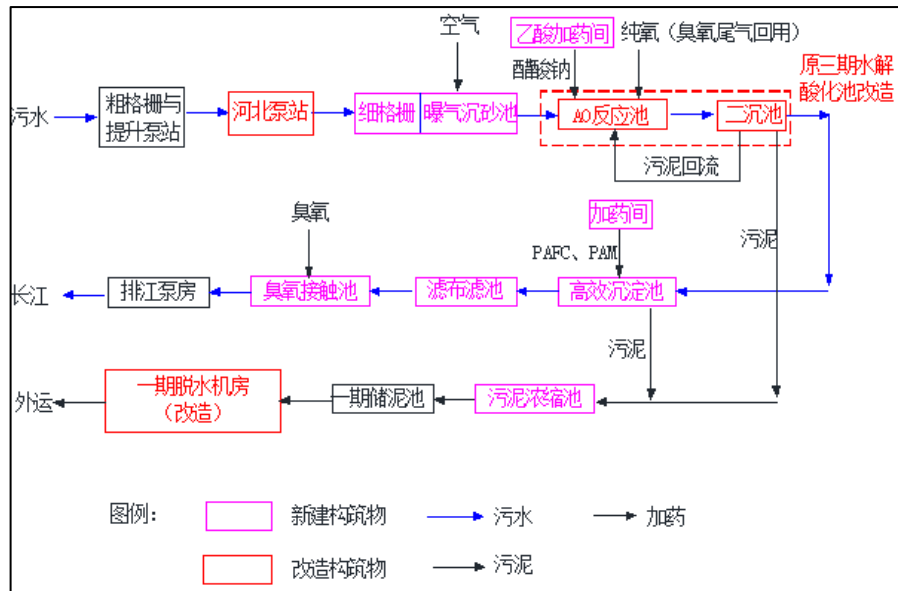 空气
乙酸加药间
纯氧（臭氧尾气回用）
醋酸钠
原三期水解
酸化池改造
污水
粗格栅与
提升泵站
河北泵站
细格栅
曝气沉砂池
AO反应池
二沉池
污泥回流
臭氧
加药间
PAFC、PAM
污泥
长江
排江泵房
臭氧接触池
滤布滤池
高效沉淀池
污泥
外运
一期脱水机房
（改造）
一期储泥池
污泥浓缩池
图例：
新建构筑物
污水
加药
改造构筑物
污泥